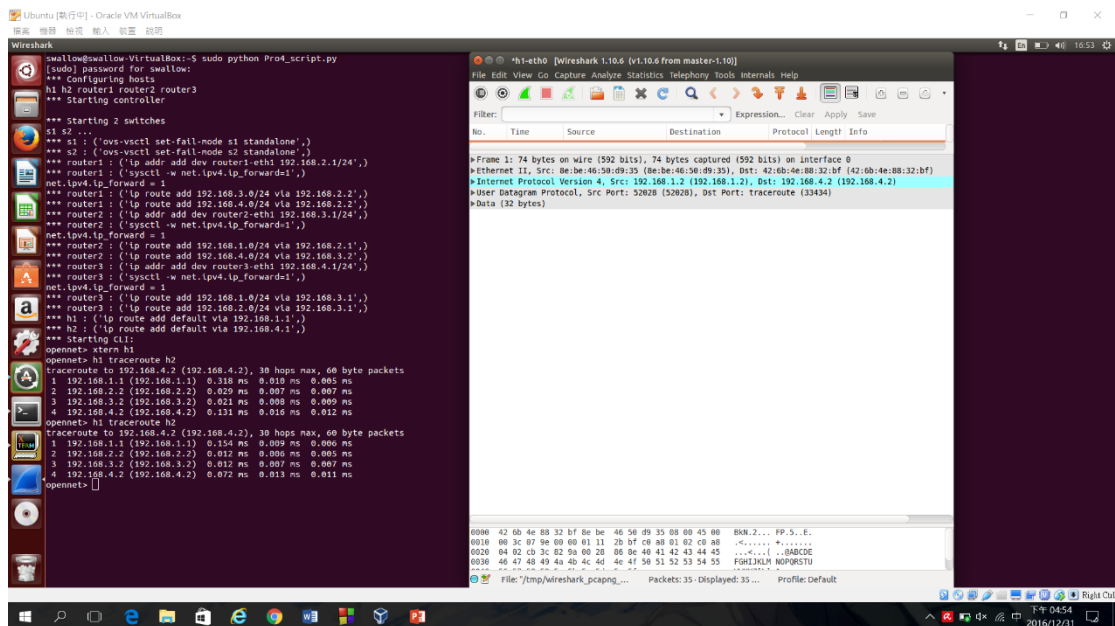 Ubuntu [執行中] - Oracle VM VirtualBox
檔案 機器 檢視 輸入 裝置 說明
Wireshark
En 16:53
swallow@swallow-VirtualBox:~$ sudo python Pro4_script.py
[sudo] password for swallow:
*** Configuring hosts
h1 h2 router1 router2 router3
*** Starting controller
*** Starting 2 switches
s1 s2 ...
*** s1 : ('ovs-vsctl set-fail-mode s1 standalone',)
*** s2 : ('ovs-vsctl set-fail-mode s2 standalone',)
*** router1 : ('ip addr add dev router1-eth1 192.168.2.1/24',)
*** router1 : ('sysctl -w net.ipv4.ip_forward=1',)
net.ipv4.ip_forward = 1
*** router1 : ('ip route add 192.168.3.0/24 via 192.168.2.2',)
*** router1 : ('ip route add 192.168.4.0/24 via 192.168.2.2',)
*** router2 : ('ip addr add dev router2-eth1 192.168.3.1/24',)
*** router2 : ('sysctl -w net.ipv4.ip_forward=1',)
net.ipv4.ip_forward = 1
*** router2 : ('ip route add 192.168.1.0/24 via 192.168.2.1',)
*** router2 : ('ip route add 192.168.4.0/24 via 192.168.3.2',)
*** router3 : ('ip addr add dev router3-eth1 192.168.4.1/24',)
*** router3 : ('sysctl -w net.ipv4.ip_forward=1',)
net.ipv4.ip_forward = 1
*** router3 : ('ip route add 192.168.1.0/24 via 192.168.3.1',)
*** router3 : ('ip route add 192.168.2.0/24 via 192.168.3.1',)
*** h1 : ('ip route add default via 192.168.1.1',)
*** h2 : ('ip route add default via 192.168.4.1',)
*** Starting CLI:
opennet> xterm h1
opennet> h1 traceroute h2
traceroute to 192.168.4.2 (192.168.4.2), 30 hops max, 60 byte packets
1 192.168.1.1 (192.168.1.1) 0.318 ms 0.010 ms 0.005 ms
2 192.168.2.2 (192.168.2.2) 0.029 ms 0.007 ms 0.007 ms
3 192.168.3.2 (192.168.3.2) 0.021 ms 0.008 ms 0.009 ms
4 192.168.4.2 (192.168.4.2) 0.131 ms 0.016 ms 0.012 ms
opennet> h1 traceroute h2
traceroute to 192.168.4.2 (192.168.4.2), 30 hops max, 60 byte packets
1 192.168.1.1 (192.168.1.1) 0.154 ms 0.009 ms 0.006 ms
2 192.168.2.2 (192.168.2.2) 0.012 ms 0.006 ms 0.005 ms
3 192.168.3.2 (192.168.3.2) 0.012 ms 0.007 ms 0.007 ms
4 192.168.4.2 (192.168.4.2) 0.072 ms 0.013 ms 0.011 ms
opennet>
*h1-eth0 [Wireshark 1.10.6 (v1.10.6 from master-1.10)]
File Edit View Go Capture Analyze Statistics Telephony Tools Internals Help
Filter: Expression... Clear Apply Save
No. Time Source Destination Protocol Length Info
Frame 1: 74 bytes on wire (592 bits), 74 bytes captured (592 bits) on interface 0
Ethernet II, Src: 8e:be:46:50:d9:35 (8e:be:46:50:d9:35), Dst: 42:6b:4e:88:32:bf (42:6b:4e:88:32:bf)
Internet Protocol Version 4, Src: 192.168.1.2 (192.168.1.2), Dst: 192.168.4.2 (192.168.4.2)
User Datagram Protocol, Src Port: 52028 (52028), Dst Port: traceroute (33434)
Data (32 bytes)
0000 42 6b 4e 88 32 bf 8e be 46 50 d9 35 08 00 45 00 BkN.2... FP.5..E.
0010 00 3c 07 9e 00 00 01 11 2b bf c0 a8 01 02 c0 a8 .<...... +.......
0020 04 02 cb 3c 82 9a 00 28 86 8e 40 41 42 43 44 45 ...<...( ..@ABCDE
0030 46 47 48 49 4a 4b 4c 4d 4e 4f 50 51 52 53 54 55 FGHIJKLM NOPQRSTU
File: "/tmp/wireshark_pcapng_... Packets: 35 · Displayed: 35 ... Profile: Default
Right Ctrl
中 下午 04:54
2016/12/31